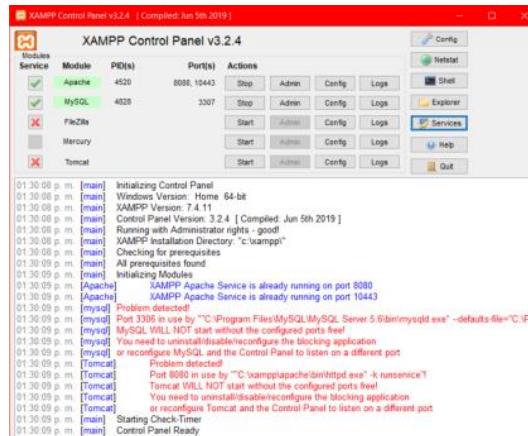 XAMPP Control Panel v3.2.4 [ Compiled: Jun 5th 2019 ]
XAMPP Control Panel v3.2.4
Config
Modules
Service Module PID(s) Port(s) Actions
Netstat
Apache 4520 8080, 10443 Stop Admin Config Logs
Shell
MySQL 4828 3307 Stop Admin Config Logs
Explorer
FileZilla Start Admin Config Logs
Services
Mercury Start Admin Config Logs
Help
Tomcat Start Admin Config Logs
Quit
01:30:08 p. m. [main] Initializing Control Panel
01:30:08 p. m. [main] Windows Version: Home 64-bit
01:30:08 p. m. [main] XAMPP Version: 7.4.11
01:30:08 p. m. [main] Control Panel Version: 3.2.4 [ Compiled: Jun 5th 2019 ]
01:30:08 p. m. [main] Running with Administrator rights - good!
01:30:08 p. m. [main] XAMPP Installation Directory: "c:\xampp\"
01:30:08 p. m. [main] Checking for prerequisites
01:30:09 p. m. [main] All prerequisites found
01:30:09 p. m. [main] Initializing Modules
01:30:09 p. m. [Apache] XAMPP Apache Service is already running on port 8080
01:30:09 p. m. [Apache] XAMPP Apache Service is already running on port 10443
01:30:09 p. m. [mysql] Problem detected!
01:30:09 p. m. [mysql] Port 3306 in use by ""C:\Program Files\MySQL\MySQL Server 5.6\bin\mysqld.exe" --defaults-file="C:\P
01:30:09 p. m. [mysql] MySQL WILL NOT start without the configured ports free!
01:30:09 p. m. [mysql] You need to uninstall/disable/reconfigure the blocking application
01:30:09 p. m. [mysql] or reconfigure MySQL and the Control Panel to listen on a different port
01:30:09 p. m. [Tomcat] Problem detected!
01:30:09 p. m. [Tomcat] Port 8080 in use by ""C:\xampp\apache\bin\httpd.exe" -k runservice"!
01:30:09 p. m. [Tomcat] Tomcat WILL NOT start without the configured ports free!
01:30:09 p. m. [Tomcat] You need to uninstall/disable/reconfigure the blocking application
01:30:09 p. m. [Tomcat] or reconfigure Tomcat and the Control Panel to listen on a different port
01:30:09 p. m. [main] Starting Check-Timer
01:30:09 p. m. [main] Control Panel Ready